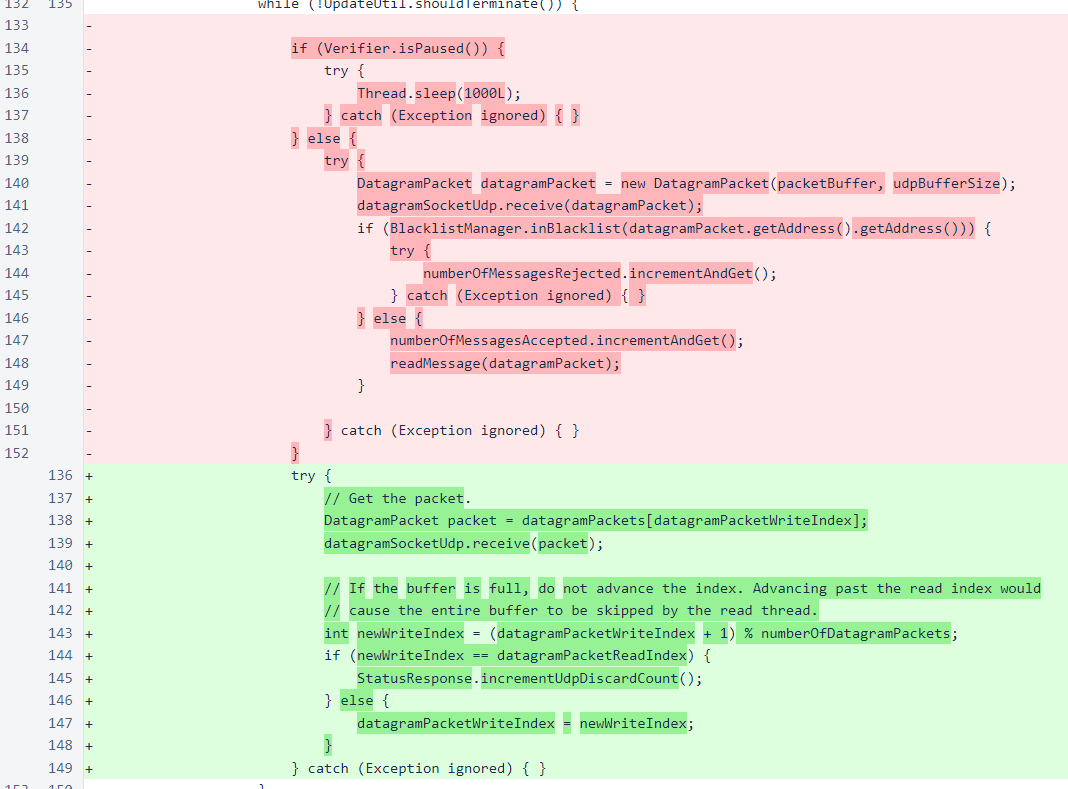 132 135 while (!UpdateUtil.shouldTerminate()) {
133 -
134 - if (Verifier.isPaused()) {
135 - try {
136 - Thread.sleep(1000L);
137 - } catch (Exception ignored) { }
138 - } else {
139 - try {
140 - DatagramPacket datagramPacket = new DatagramPacket(packetBuffer, udpBufferSize);
141 - datagramSocketUdp.receive(datagramPacket);
142 - if (BlacklistManager.inBlacklist(datagramPacket.getAddress().getAddress())) {
143 - try {
144 - numberOfMessagesRejected.incrementAndGet();
145 - } catch (Exception ignored) { }
146 - } else {
147 - numberOfMessagesAccepted.incrementAndGet();
148 - readMessage(datagramPacket);
149 - }
150 -
151 - } catch (Exception ignored) { }
152 - }
136 + try {
137 + // Get the packet.
138 + DatagramPacket packet = datagramPackets[datagramPacketWriteIndex];
139 + datagramSocketUdp.receive(packet);
140 +
141 + // If the buffer is full, do not advance the index. Advancing past the read index would
142 + // cause the entire buffer to be skipped by the read thread.
143 + int newWriteIndex = (datagramPacketWriteIndex + 1) % numberOfDatagramPackets;
144 + if (newWriteIndex == datagramPacketReadIndex) {
145 + StatusResponse.incrementUdpDiscardCount();
146 + } else {
147 + datagramPacketWriteIndex = newWriteIndex;
148 + }
149 + } catch (Exception ignored) { }
153 150 }